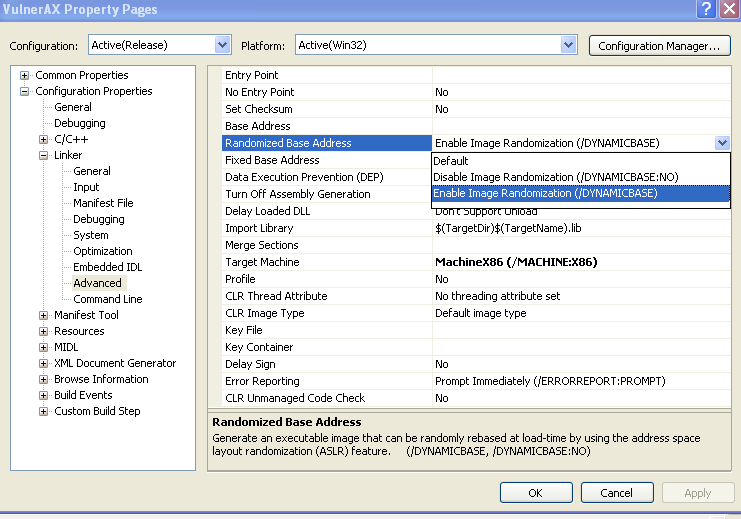 VulnerAX Property Pages
Configuration: Active(Release) Platform: Active(Win32) Configuration Manager...
Common Properties
Configuration Properties
General
Debugging
C/C++
Linker
General
Input
Manifest File
Debugging
System
Optimization
Embedded IDL
Advanced
Command Line
Manifest Tool
Resources
MIDL
XML Document Generator
Browse Information
Build Events
Custom Build Step
Entry Point
No Entry Point No
Set Checksum No
Base Address
Randomized Base Address Enable Image Randomization (/DYNAMICBASE)
Fixed Base Address Default
Data Execution Prevention (DEP) Disable Image Randomization (/DYNAMICBASE:NO)
Turn Off Assembly Generation Enable Image Randomization (/DYNAMICBASE)
Delay Loaded DLL Don't Support Unload
Import Library $(TargetDir)$(TargetName).lib
Merge Sections
Target Machine MachineX86 (/MACHINE:X86)
Profile No
CLR Thread Attribute No threading attribute set
CLR Image Type Default image type
Key File
Key Container
Delay Sign No
Error Reporting Prompt Immediately (/ERRORREPORT:PROMPT)
CLR Unmanaged Code Check No
Randomized Base Address
Generate an executable image that can be randomly rebased at load-time by using the address space
layout randomization (ASLR) feature. (/DYNAMICBASE, /DYNAMICBASE:NO)
OK Cancel Apply